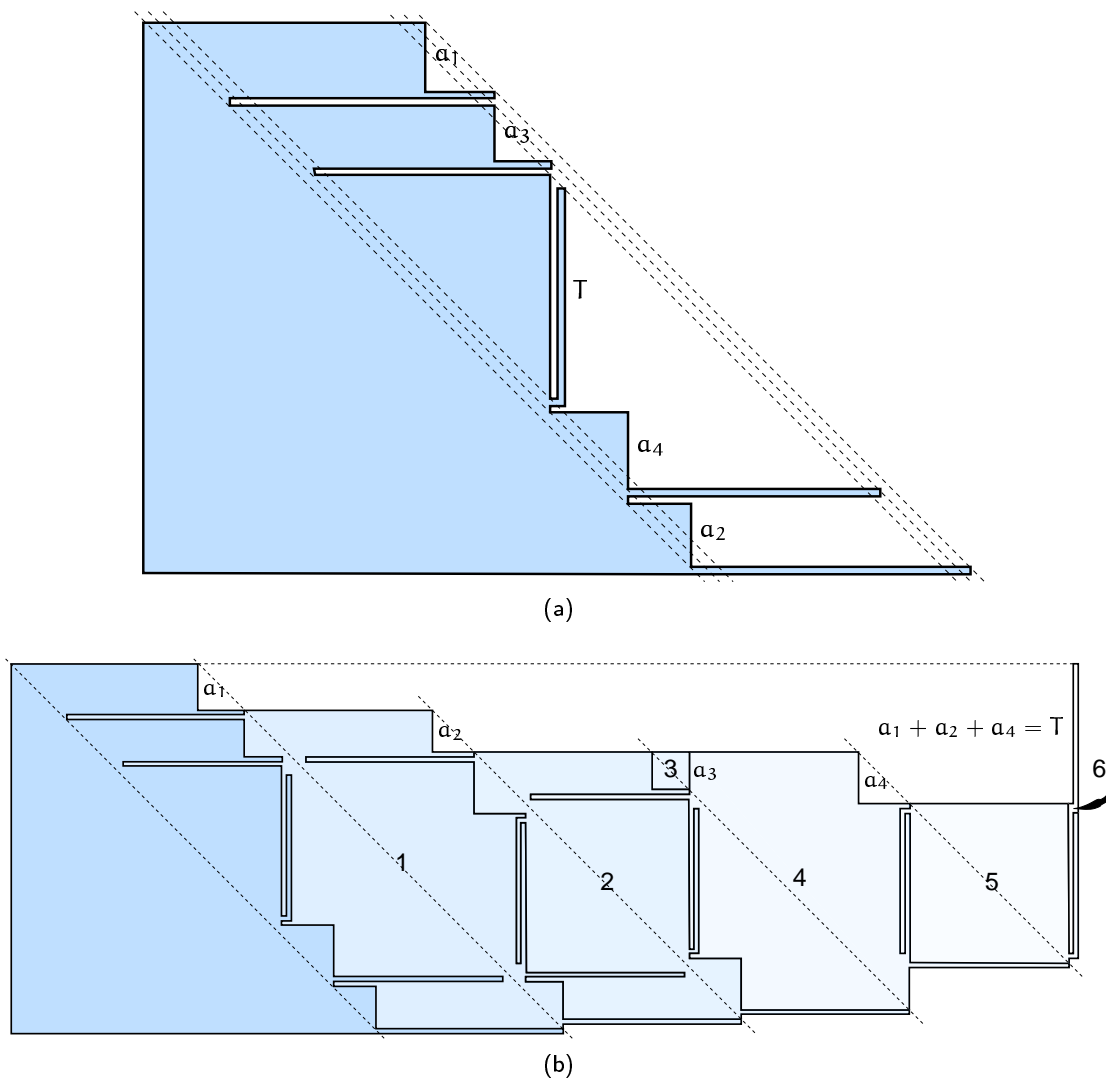 a₁
a₃
T
a₄
a₂
(a)
a₁
a₂
a₁ + a₂ + a₄ = T
3 a₃
a₄
6
1
2
4
5
(b)